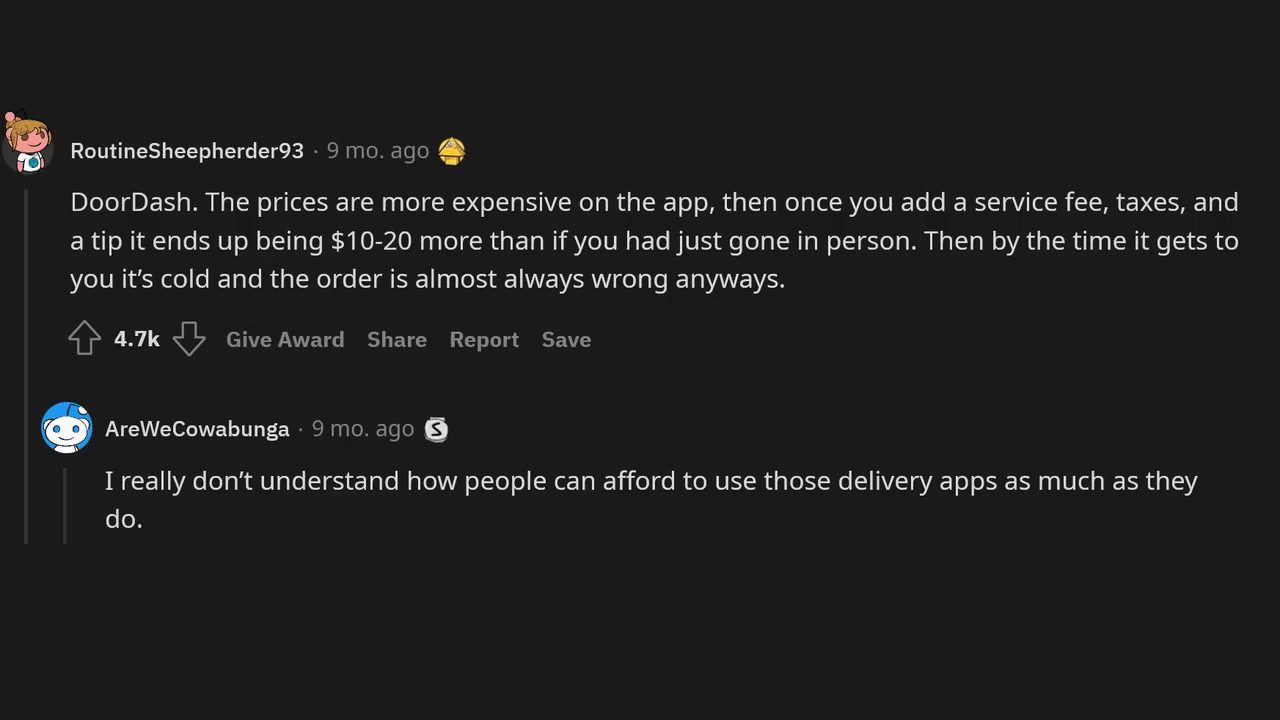 RoutineSheepherder93 · 9 mo. ago
DoorDash. The prices are more expensive on the app, then once you add a service fee, taxes, and
a tip it ends up being $10-20 more than if you had just gone in person. Then by the time it gets to
you it’s cold and the order is almost always wrong anyways.
4.7k Give Award Share Report Save
AreWeCowabunga · 9 mo. ago
I really don’t understand how people can afford to use those delivery apps as much as they
do.